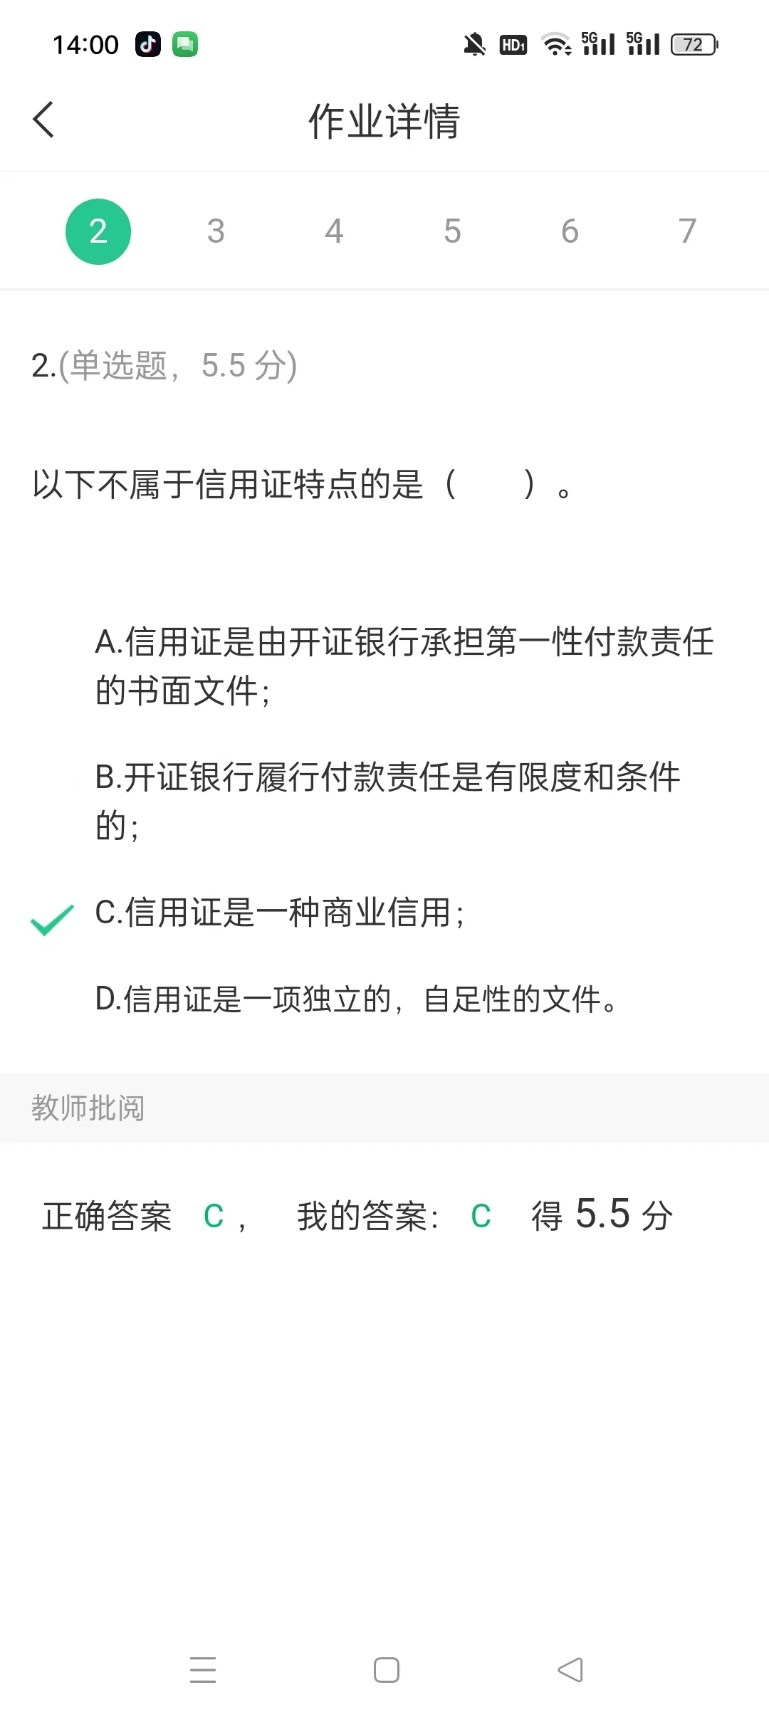 14:00 HD1 5G 5G 72
作业详情
2 3 4 5 6 7
2.(单选题，5.5 分)
以下不属于信用证特点的是（　　）。
A.信用证是由开证银行承担第一性付款责任
的书面文件；
B.开证银行履行付款责任是有限度和条件
的；
C.信用证是一种商业信用；
D.信用证是一项独立的，自足性的文件。
教师批阅
正确答案 C ， 我的答案： C 得 5.5 分